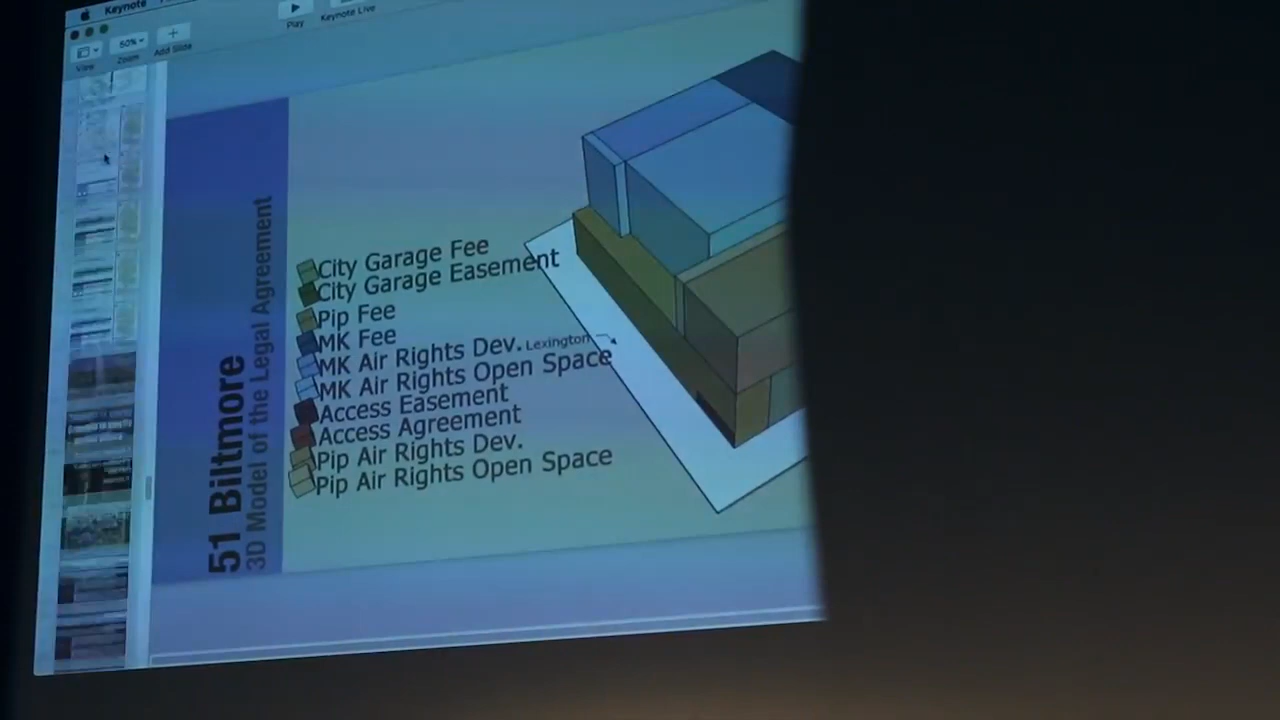 Keynote
Play
Keynote Live
50%
View
Zoom
Add Slide
51 Biltmore
3D Model of the Legal Agreement
City Garage Fee
City Garage Easement
Pip Fee
MK Fee
MK Air Rights Dev.
Lexington
MK Air Rights Open Space
Access Easement
Access Agreement
Pip Air Rights Dev.
Pip Air Rights Open Space